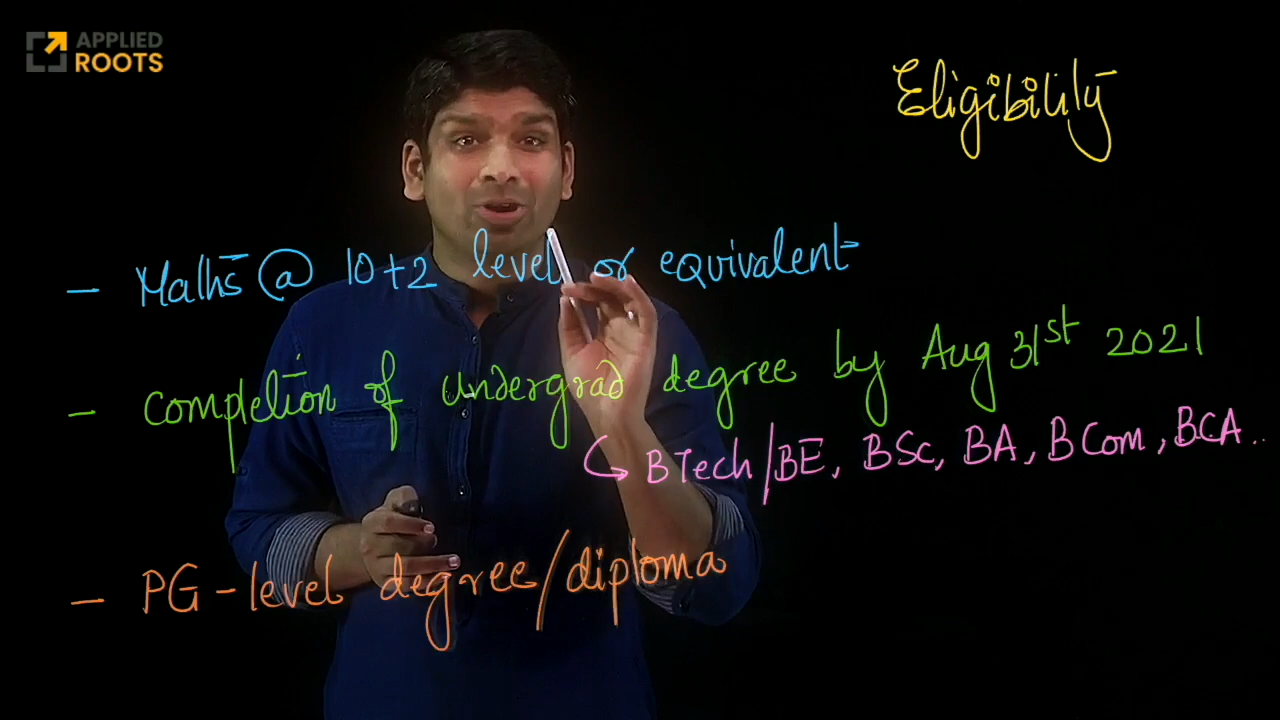 APPLIED
ROOTS
Eligibility
- Maths @ 10+2 level or equivalent
- Completion of undergrad degree by Aug 31st 2021
↳ BTech/BE, BSc, BA, BCom, BCA..
- PG-level degree/diploma